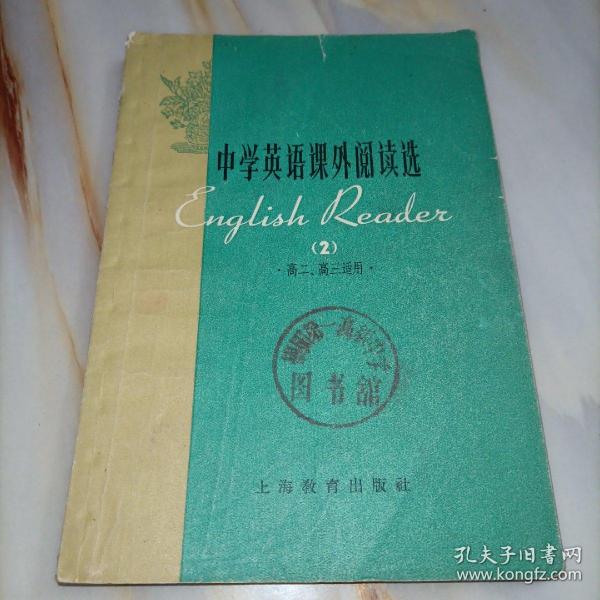 中学英语课外阅读选
English Reader
(2)
·高二、高三适用·
图书馆
上海教育出版社
孔夫子旧书网
www.kongfz.com